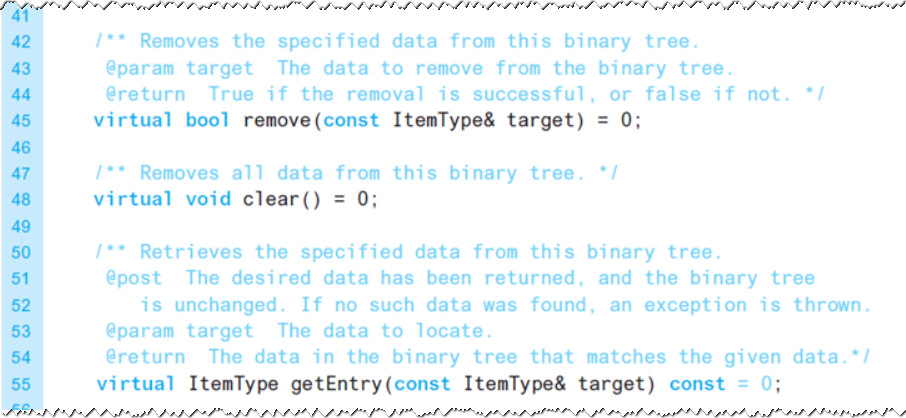 41
42 /** Removes the specified data from this binary tree.
43 @param target The data to remove from the binary tree.
44 @return True if the removal is successful, or false if not. */
45 virtual bool remove(const ItemType& target) = 0;
46
47 /** Removes all data from this binary tree. */
48 virtual void clear() = 0;
49
50 /** Retrieves the specified data from this binary tree.
51 @post The desired data has been returned, and the binary tree
52 is unchanged. If no such data was found, an exception is thrown.
53 @param target The data to locate.
54 @return The data in the binary tree that matches the given data.*/
55 virtual ItemType getEntry(const ItemType& target) const = 0;